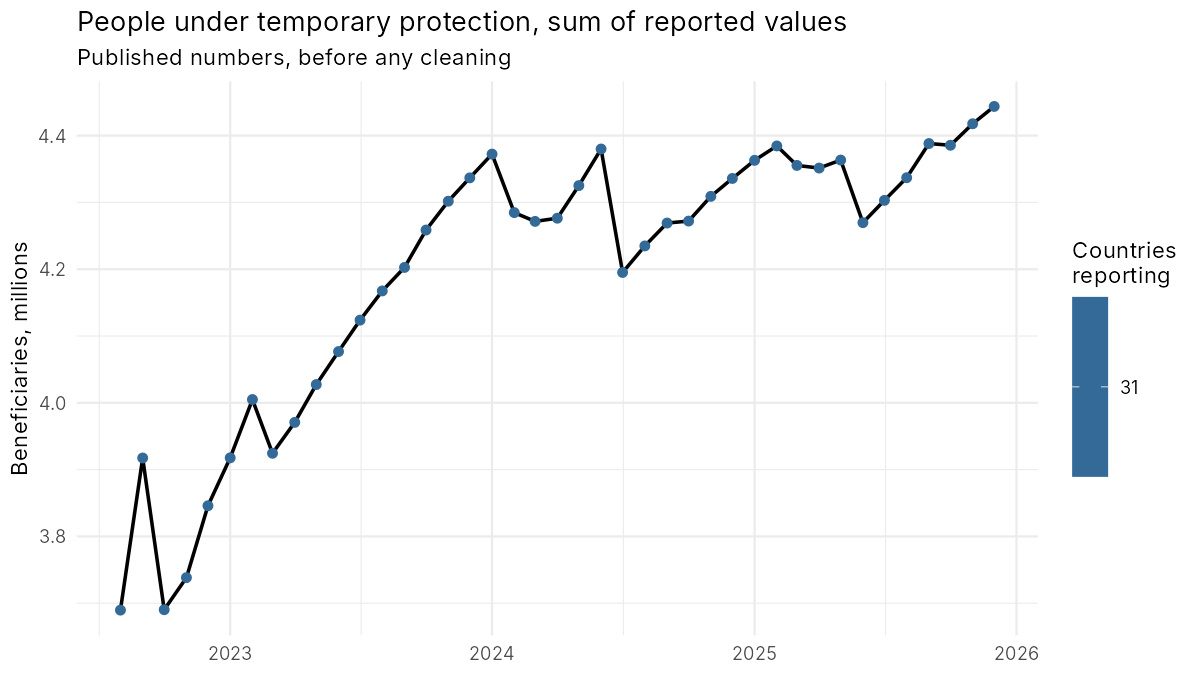 People under temporary protection, sum of reported values
Published numbers, before any cleaning
Beneficiaries, millions
4.4
4.2
4.0
3.8
2023
2024
2025
2026
Countries
reporting
31